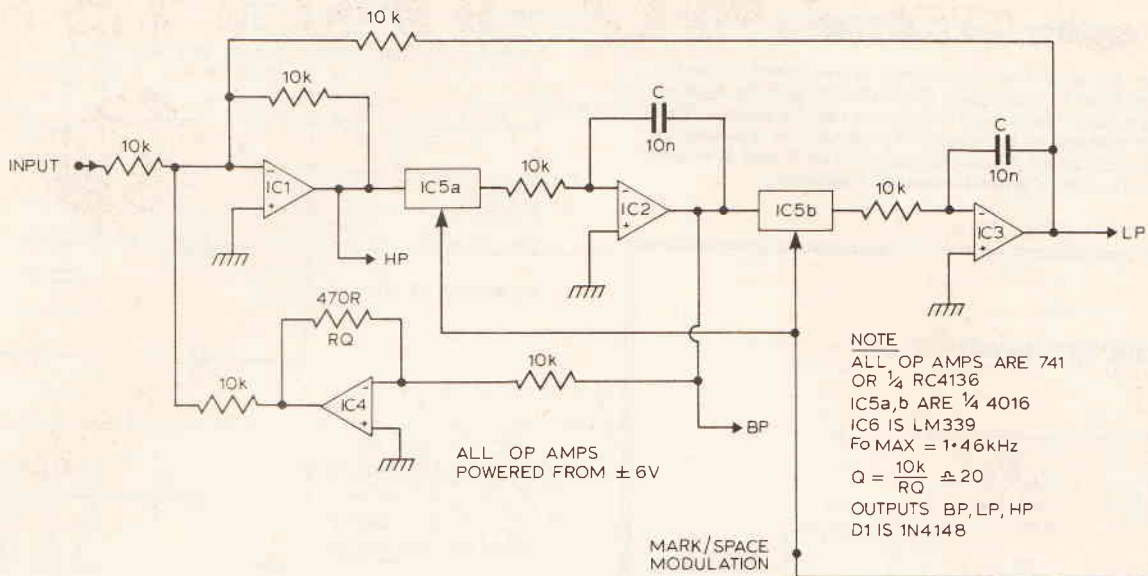 10k
10k
C
10n
C
10n
INPUT
10k
IC1
IC5a
10k
IC2
IC5b
10k
IC3
LP
HP
470R
RQ
10k
10k
IC4
BP
ALL OP AMPS
POWERED FROM ± 6V
NOTE
ALL OP AMPS ARE 741
OR 1/4 RC4136
IC5a,b ARE 1/4 4016
IC6 IS LM339
Fo MAX = 1·46kHz
Q = 10k/RQ ≏ 20
OUTPUTS BP, LP, HP
D1 IS 1N4148
MARK/SPACE
MODULATION